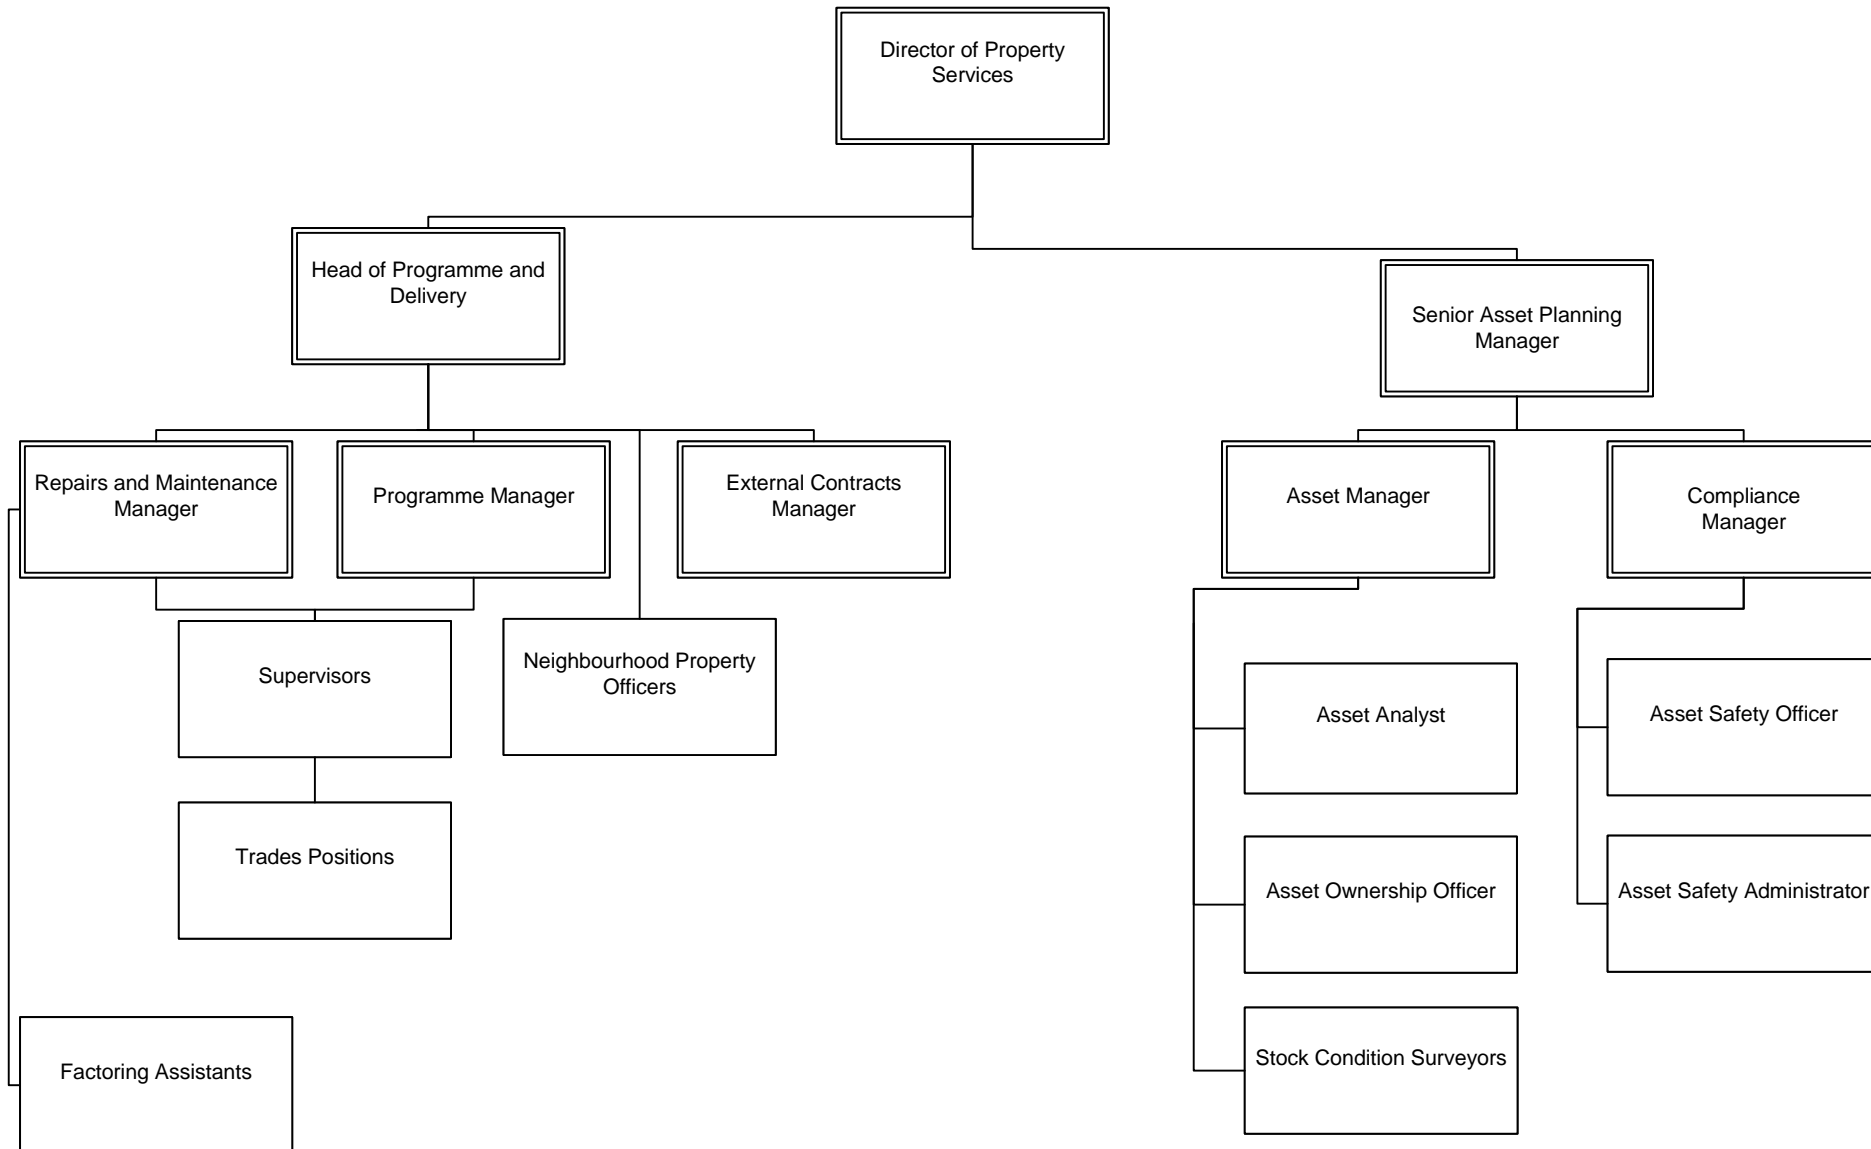 Director of Property
Services
Head of Programme and
Delivery
Senior Asset Planning
Manager
Repairs and Maintenance
Manager
Programme Manager
External Contracts
Manager
Asset Manager
Compliance
Manager
Supervisors
Neighbourhood Property
Officers
Asset Analyst
Asset Safety Officer
Trades Positions
Asset Ownership Officer
Asset Safety Administrator
Factoring Assistants
Stock Condition Surveyors